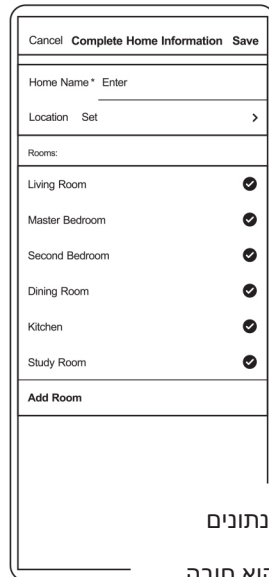 Cancel Complete Home Information Save
Home Name* Enter
Location Set >
Rooms:
Living Room
Master Bedroom
Second Bedroom
Dining Room
Kitchen
Study Room
Add Room
נתונים